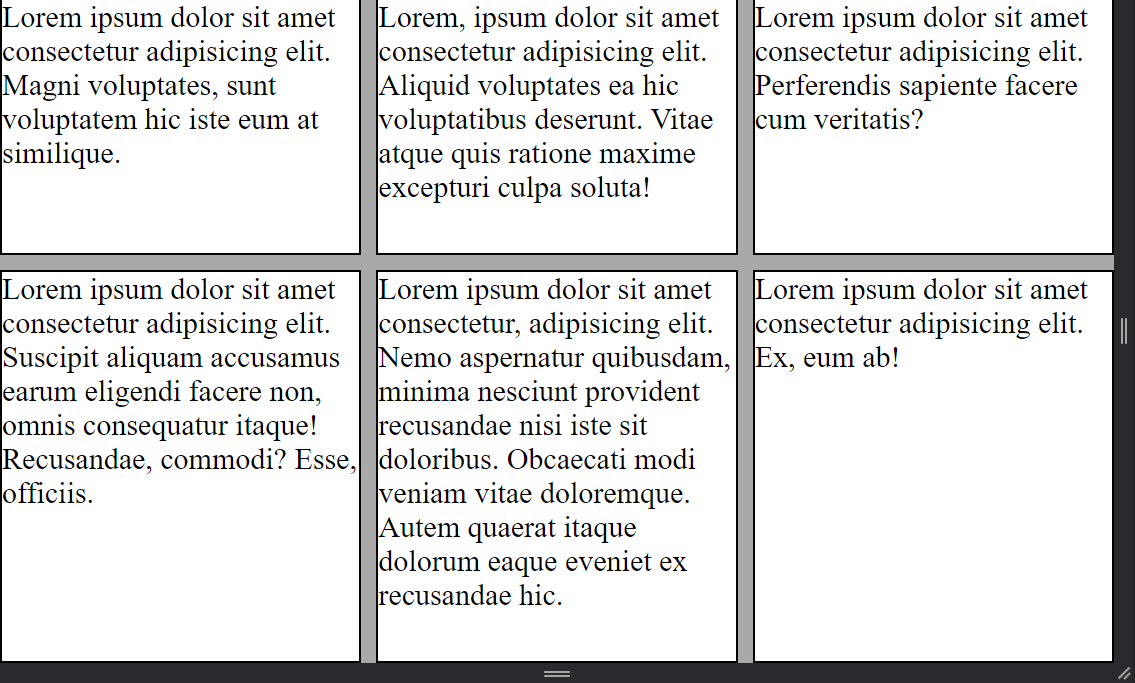 Lorem ipsum dolor sit amet
consectetur adipisicing elit.
Magni voluptates, sunt
voluptatem hic iste eum at
similique.
Lorem, ipsum dolor sit amet
consectetur adipisicing elit.
Aliquid voluptates ea hic
voluptatibus deserunt. Vitae
atque quis ratione maxime
excepturi culpa soluta!
Lorem ipsum dolor sit amet
consectetur adipisicing elit.
Perferendis sapiente facere
cum veritatis?
Lorem ipsum dolor sit amet
consectetur adipisicing elit.
Suscipit aliquam accusamus
earum eligendi facere non,
omnis consequatur itaque!
Recusandae, commodi? Esse,
officiis.
Lorem ipsum dolor sit amet
consectetur, adipisicing elit.
Nemo aspernatur quibusdam,
minima nesciunt provident
recusandae nisi iste sit
doloribus. Obcaecati modi
veniam vitae doloremque.
Autem quaerat itaque
dolorum eaque eveniet ex
recusandae hic.
Lorem ipsum dolor sit amet
consectetur adipisicing elit.
Ex, eum ab!